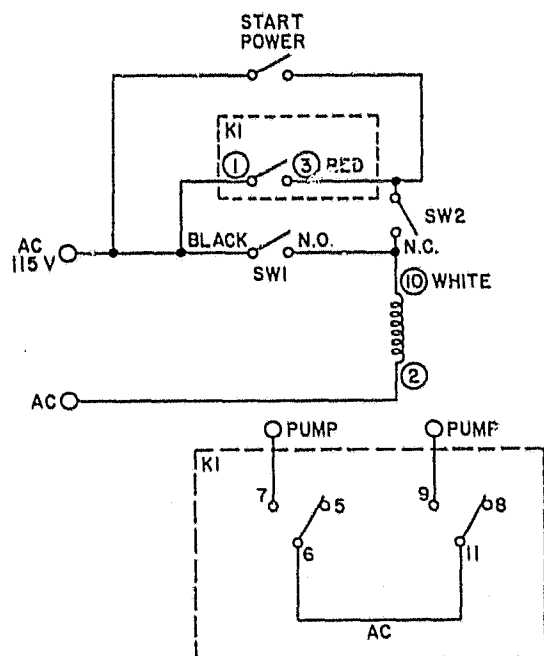 START
POWER
K1
1
3 RED
BLACK
N.O.
SW1
SW2
N.C.
AC
115 V
10 WHITE
2
AC
PUMP
PUMP
K1
7
5
9
8
6
11
AC